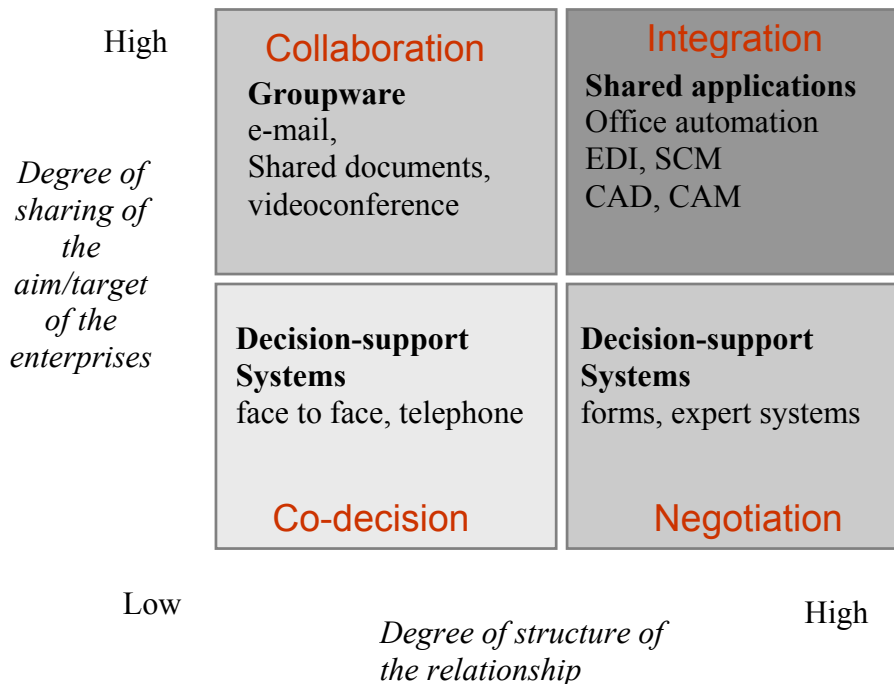 High
Collaboration
Groupware
e-mail,
Shared documents,
videoconference
Integration
Shared applications
Office automation
EDI, SCM
CAD, CAM
Degree of
sharing of
the
aim/target
of the
enterprises
Decision-support
Systems
face to face, telephone
Co-decision
Decision-support
Systems
forms, expert systems
Negotiation
Low
High
Degree of structure of
the relationship